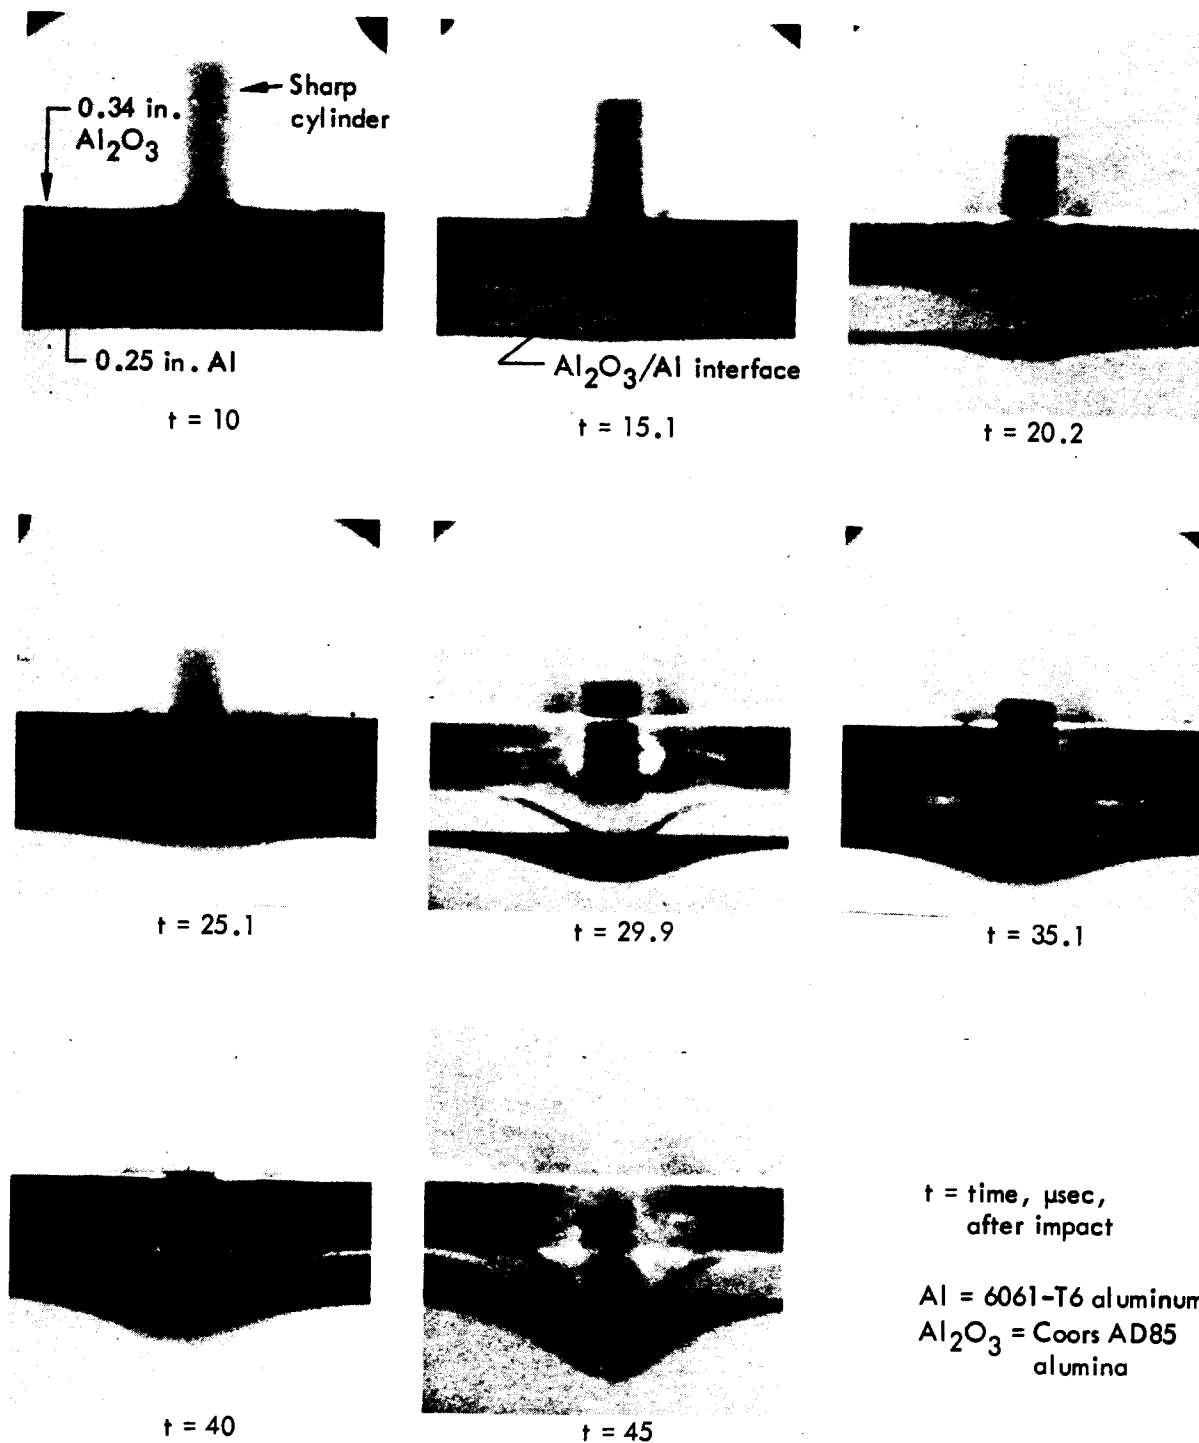 Sharp
cylinder
0.34 in.
Al2O3
0.25 in. Al
t = 10
Al2O3/Al interface
t = 15.1
t = 20.2
t = 25.1
t = 29.9
t = 35.1
t = 40
t = 45
t = time, μsec,
after impact
Al = 6061-T6 aluminum
Al2O3 = Coors AD85
alumina